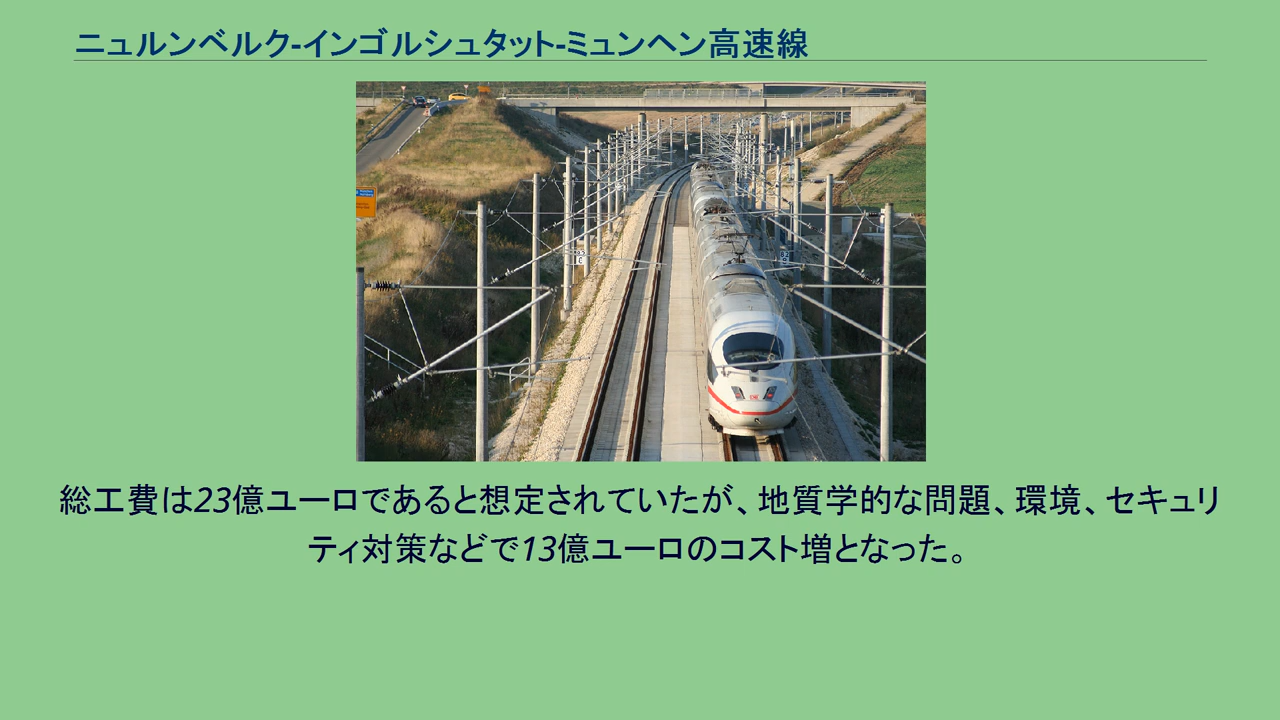 ニュルンベルク-インゴルシュタット-ミュンヘン高速線
総工費は23億ユーロであると想定されていたが、地質学的な問題、環境、セキュリ
ティ対策などで13億ユーロのコスト増となった。